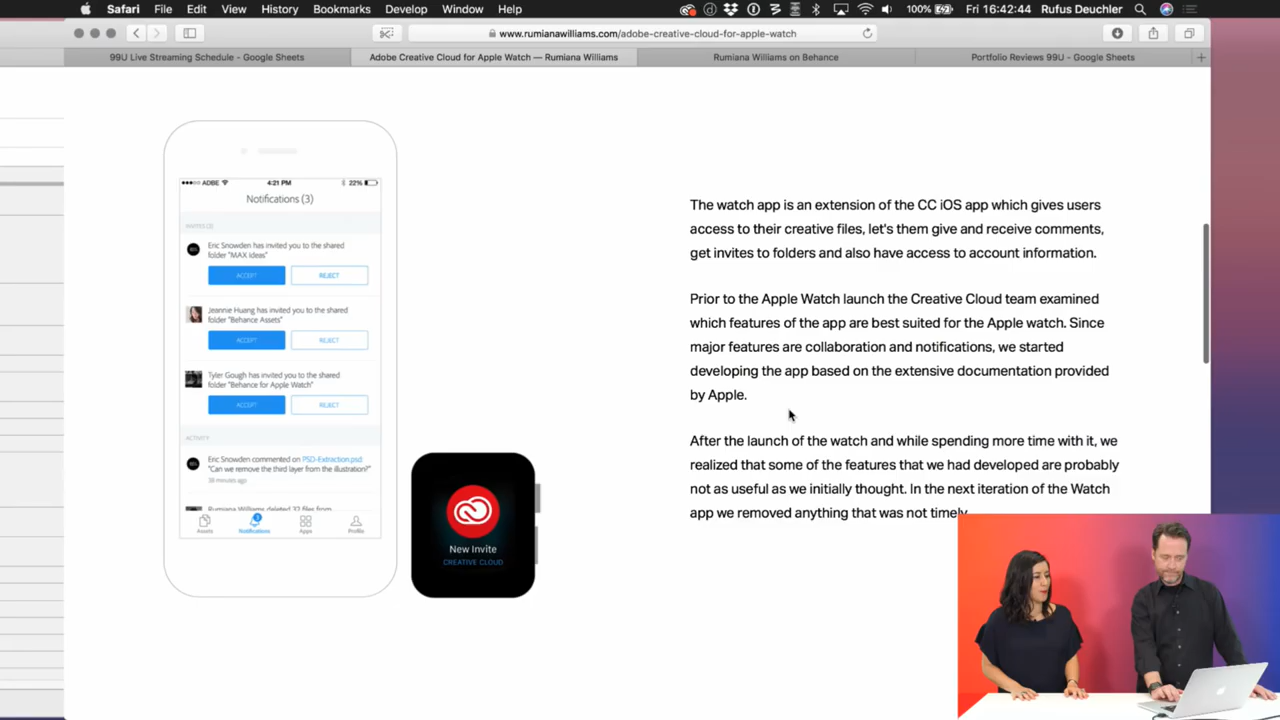 Safari File Edit View History Bookmarks Develop Window Help 100% Fri 16:42:44 Rufus Deuchler
www.rumianawilliams.com/adobe-creative-cloud-for-apple-watch
99U Live Streaming Schedule - Google Sheets
Adobe Creative Cloud for Apple Watch — Rumiana Williams
Rumiana Williams on Behance
Portfolio Reviews 99U - Google Sheets
ADBE 4:21 PM 22%
Notifications (3)
INVITES (3)
Eric Snowden has invited you to the shared
folder "MAX Ideas"
ACCEPT REJECT
Jeannie Huang has invited you to the shared
folder "Behance Assets"
ACCEPT REJECT
Tyler Gough has invited you to the shared
folder "Behance for Apple Watch"
ACCEPT REJECT
ACTIVITY
Eric Snowden commented on PSD-Extraction.psd
"Can we remove the third layer from the illustration?"
38 minutes ago
Rumiana Williams deleted 32 files from
Assets Notifications Apps Profile
New Invite
CREATIVE CLOUD
The watch app is an extension of the CC iOS app which gives users
access to their creative files, let's them give and receive comments,
get invites to folders and also have access to account information.
Prior to the Apple Watch launch the Creative Cloud team examined
which features of the app are best suited for the Apple watch. Since
major features are collaboration and notifications, we started
developing the app based on the extensive documentation provided
by Apple.
After the launch of the watch and while spending more time with it, we
realized that some of the features that we had developed are probably
not as useful as we initially thought. In the next iteration of the Watch
app we removed anything that was not timely